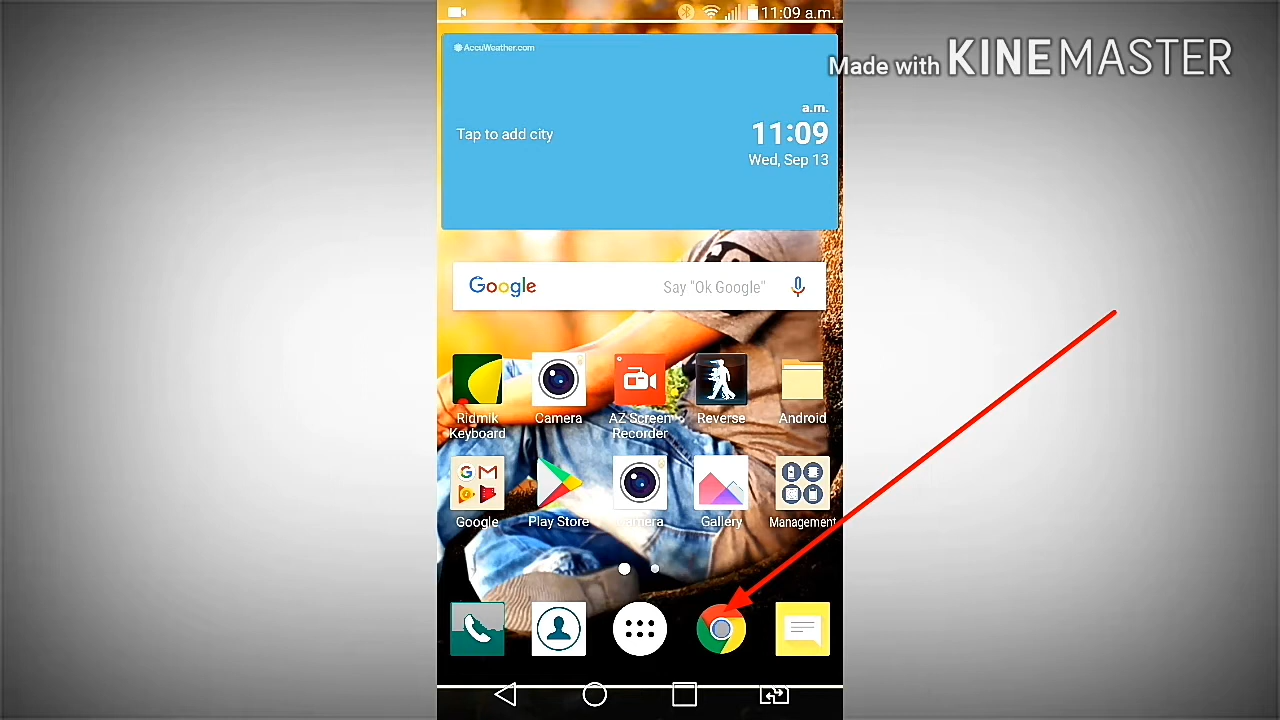 11:09 a.m.
Made with KINEMASTER
AccuWeather.com
a.m.
Tap to add city
11:09
Wed, Sep 13
Google
Say "Ok Google"
Ridmik Keyboard
Camera
AZ Screen Recorder
Reverse
Android
Google
Play Store
Camera
Gallery
Management